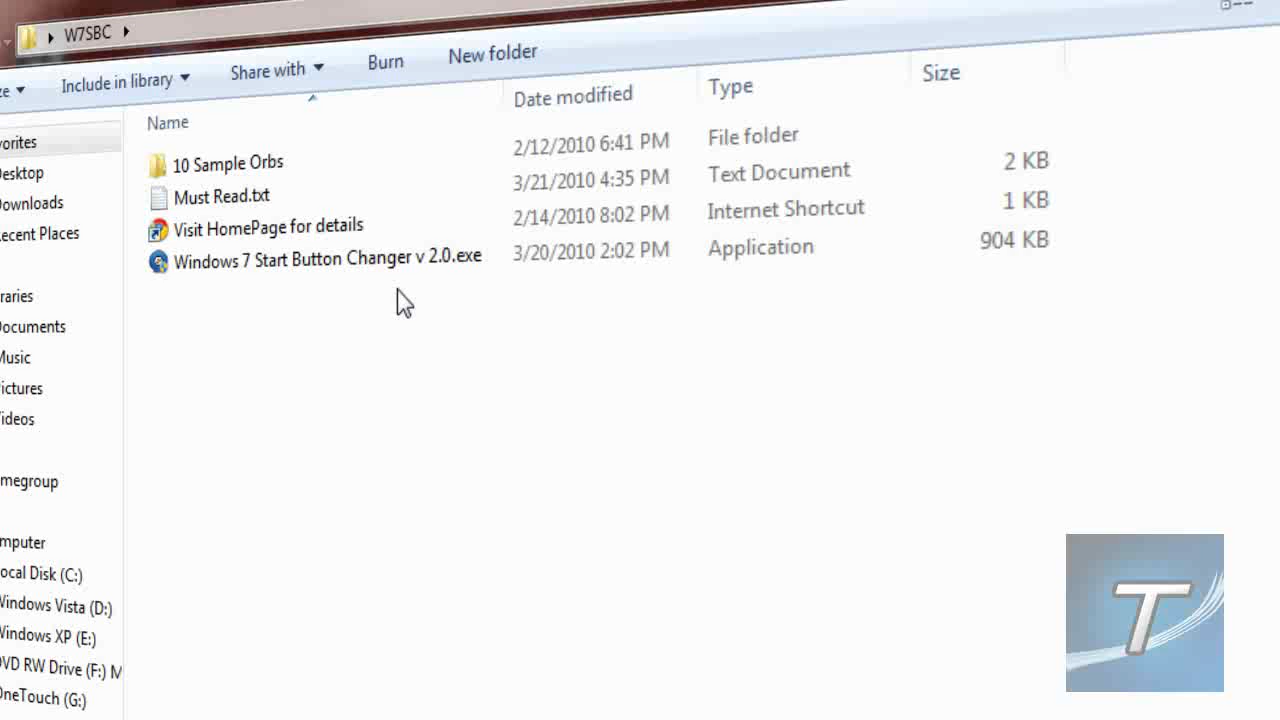 W7SBC
Include in library Share with Burn New folder
Name Date modified Type Size
10 Sample Orbs 2/12/2010 6:41 PM File folder
Must Read.txt 3/21/2010 4:35 PM Text Document 2 KB
Visit HomePage for details 2/14/2010 8:02 PM Internet Shortcut 1 KB
Windows 7 Start Button Changer v 2.0.exe 3/20/2010 2:02 PM Application 904 KB
vorites
Desktop
Downloads
ecent Places
raries
Documents
Music
ictures
ideos
megroup
mputer
ocal Disk (C:)
Windows Vista (D:)
Windows XP (E:)
DVD RW Drive (F:) M
OneTouch (G:)
T